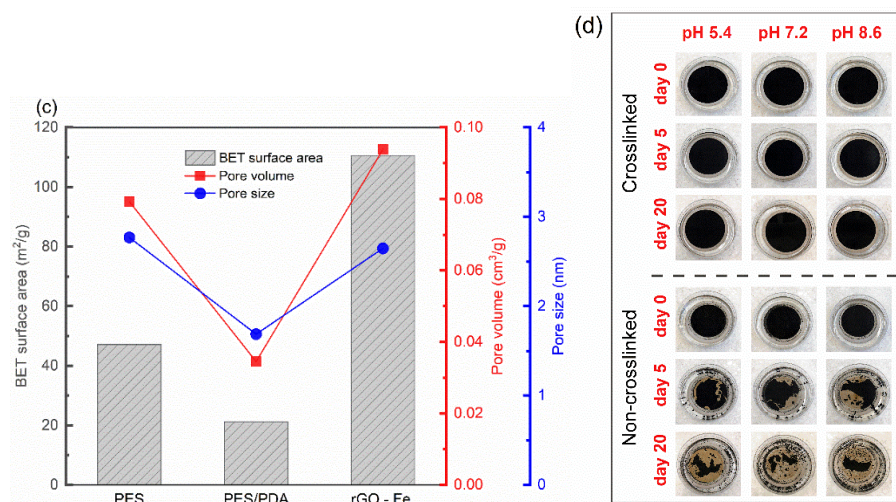 (c)
BET surface area
Pore volume
Pore size
BET surface area (m²/g)
120
100
80
60
40
20
0
PES
PES/PDA
rGO - Fe
Pore volume (cm³/g)
0.10
0.08
0.06
0.04
0.02
0.00
Pore size (nm)
4
3
2
1
0
(d)
pH 5.4 pH 7.2 pH 8.6
Crosslinked
day 0
day 5
day 20
Non-crosslinked
day 0
day 5
day 20